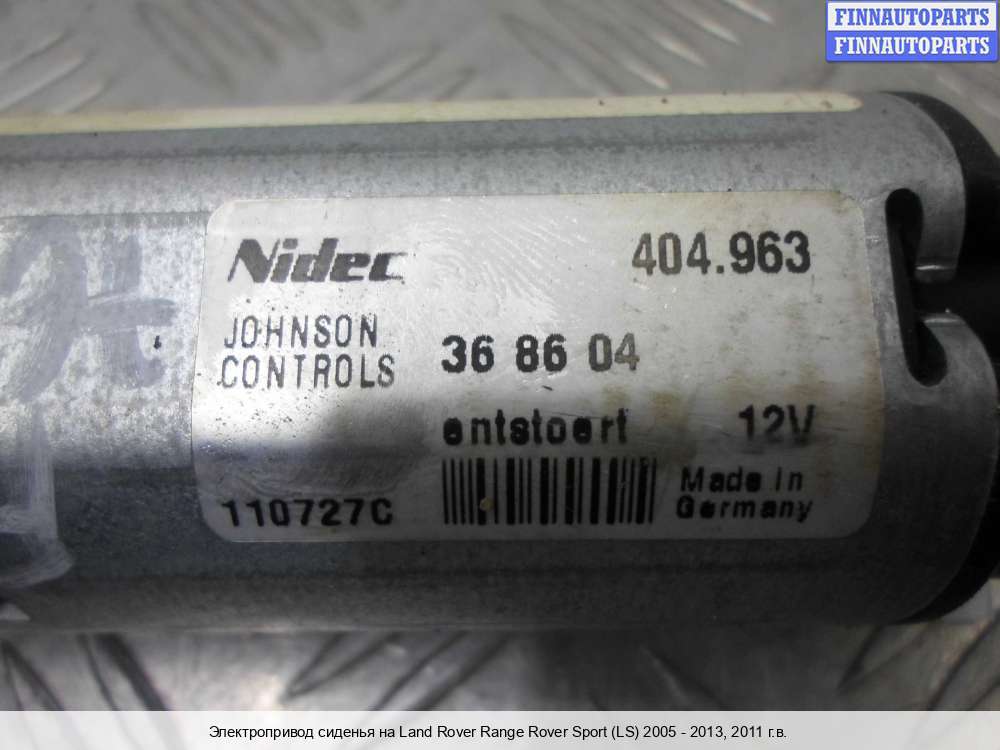 FINNAUTOPARTS
FINNAUTOPARTS
Nidec 404.963
JOHNSON
CONTROLS 36 86 04
entstoert 12V
110727C Made in
Germany
Электропривод сиденья на Land Rover Range Rover Sport (LS) 2005 - 2013, 2011 г.в.